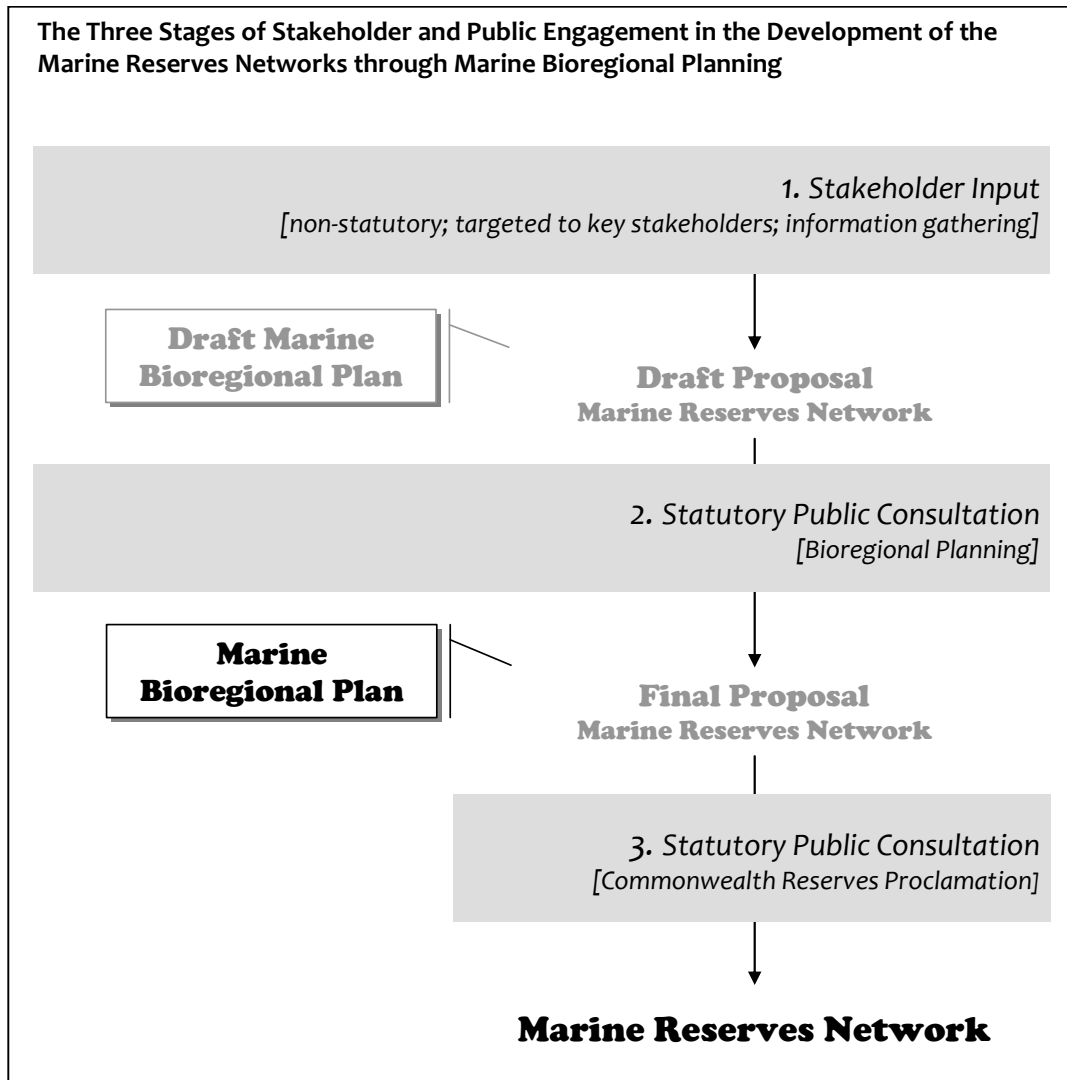 The Three Stages of Stakeholder and Public Engagement in the Development of the
Marine Reserves Networks through Marine Bioregional Planning
1. Stakeholder Input
[non-statutory; targeted to key stakeholders; information gathering]
Draft Marine
Bioregional Plan
Draft Proposal
Marine Reserves Network
2. Statutory Public Consultation
[Bioregional Planning]
Marine
Bioregional Plan
Final Proposal
Marine Reserves Network
3. Statutory Public Consultation
[Commonwealth Reserves Proclamation]
Marine Reserves Network